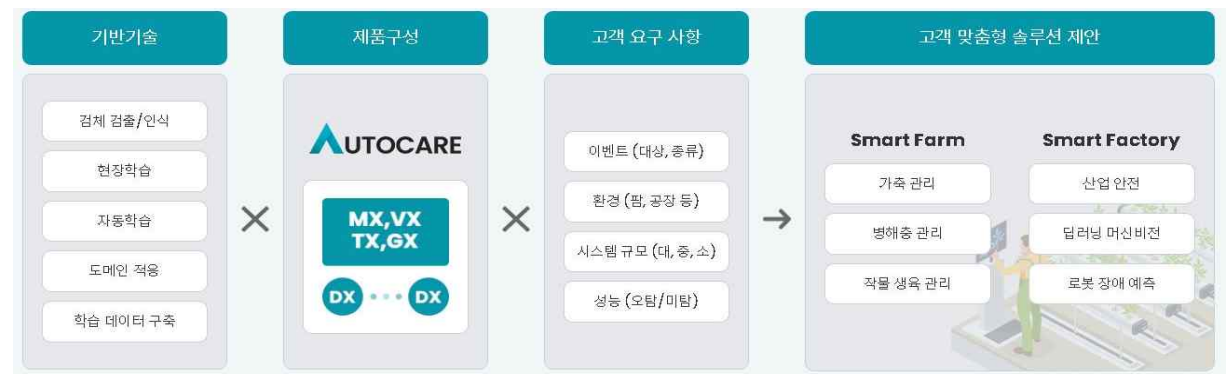 기반기술
검체 검출/인식
현장학습
자동학습
도메인 적응
학습 데이터 구축
제품구성
AUTOCARE
MX,VX
TX,GX
DX DX
고객 요구 사항
이벤트 (대상, 종류)
환경 (팜, 공장 등)
시스템 규모 (대, 중, 소)
성능 (오탐/미탐)
고객 맞춤형 솔루션 제안
Smart Farm
가축 관리
병해충 관리
작물 생육 관리
Smart Factory
산업 안전
딥러닝 머신비전
로봇 장애 예측